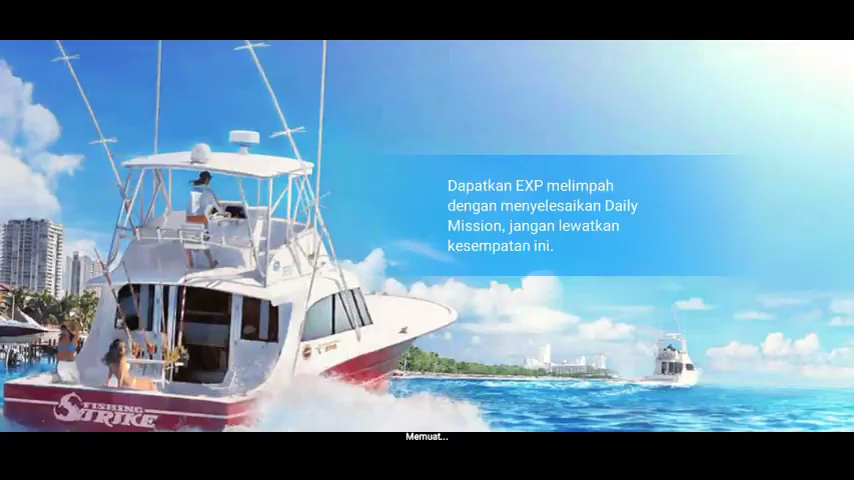 Dapatkan EXP melimpah
dengan menyelesaikan Daily
Mission, jangan lewatkan
kesempatan ini.
FISHING
STRIKE
Memuat...